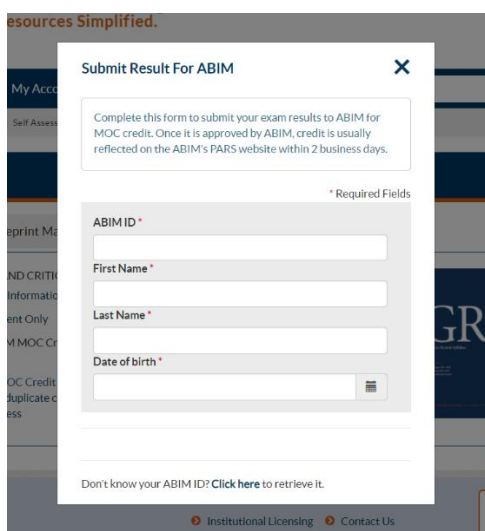 esources Simplified.
Submit Result For ABIM
My Acco
Self Assess
Complete this form to submit your exam results to ABIM for
MOC credit. Once it is approved by ABIM, credit is usually
reflected on the ABIM's PARS website within 2 business days.
* Required Fields
eprint Ma
ABIM ID *
ND CRITI
First Name *
Informatio
ent Only
Last Name *
M MOC Cr
GR
Date of birth *
OC Credit
duplicate c
ess
Don't know your ABIM ID? Click here to retrieve it.
Institutional Licensing
Contact Us